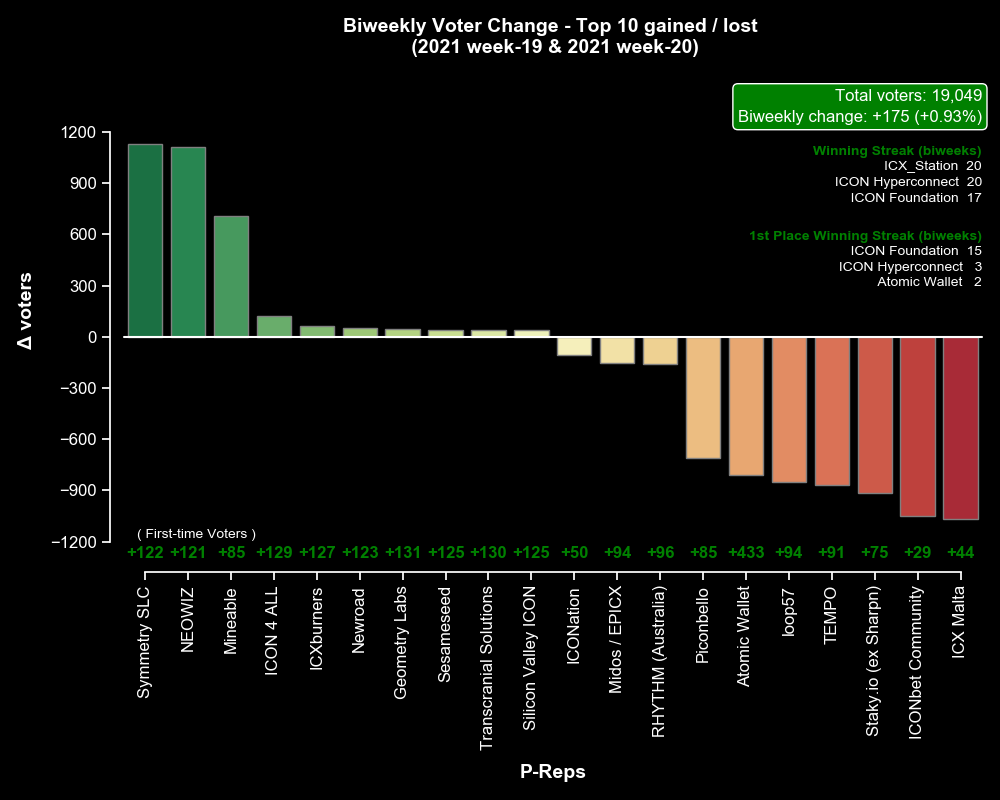 Biweekly Voter Change - Top 10 gained / lost
(2021 week-19 & 2021 week-20)
Total voters: 19,049
Biweekly change: +175 (+0.93%)
Winning Streak (biweeks)
ICX_Station 20
ICON Hyperconnect 20
ICON Foundation 17
1st Place Winning Streak (biweeks)
ICON Foundation 15
ICON Hyperconnect 3
Atomic Wallet 2
Δ voters
1200
900
600
300
0
−300
−600
−900
−1200
( First-time Voters )
+122 +121 +85 +129 +127 +123 +131 +125 +130 +125 +50 +94 +96 +85 +433 +94 +91 +75 +29 +44
Symmetry SLC
NEOWIZ
Mineable
ICON 4 ALL
ICXburners
Newroad
Geometry Labs
Sesameseed
Transcranial Solutions
Silicon Valley ICON
ICONation
Midos / EPICX
RHYTHM (Australia)
Piconbello
Atomic Wallet
loop57
TEMPO
Staky.io (ex Sharpn)
ICONbet Community
ICX Malta
P-Reps